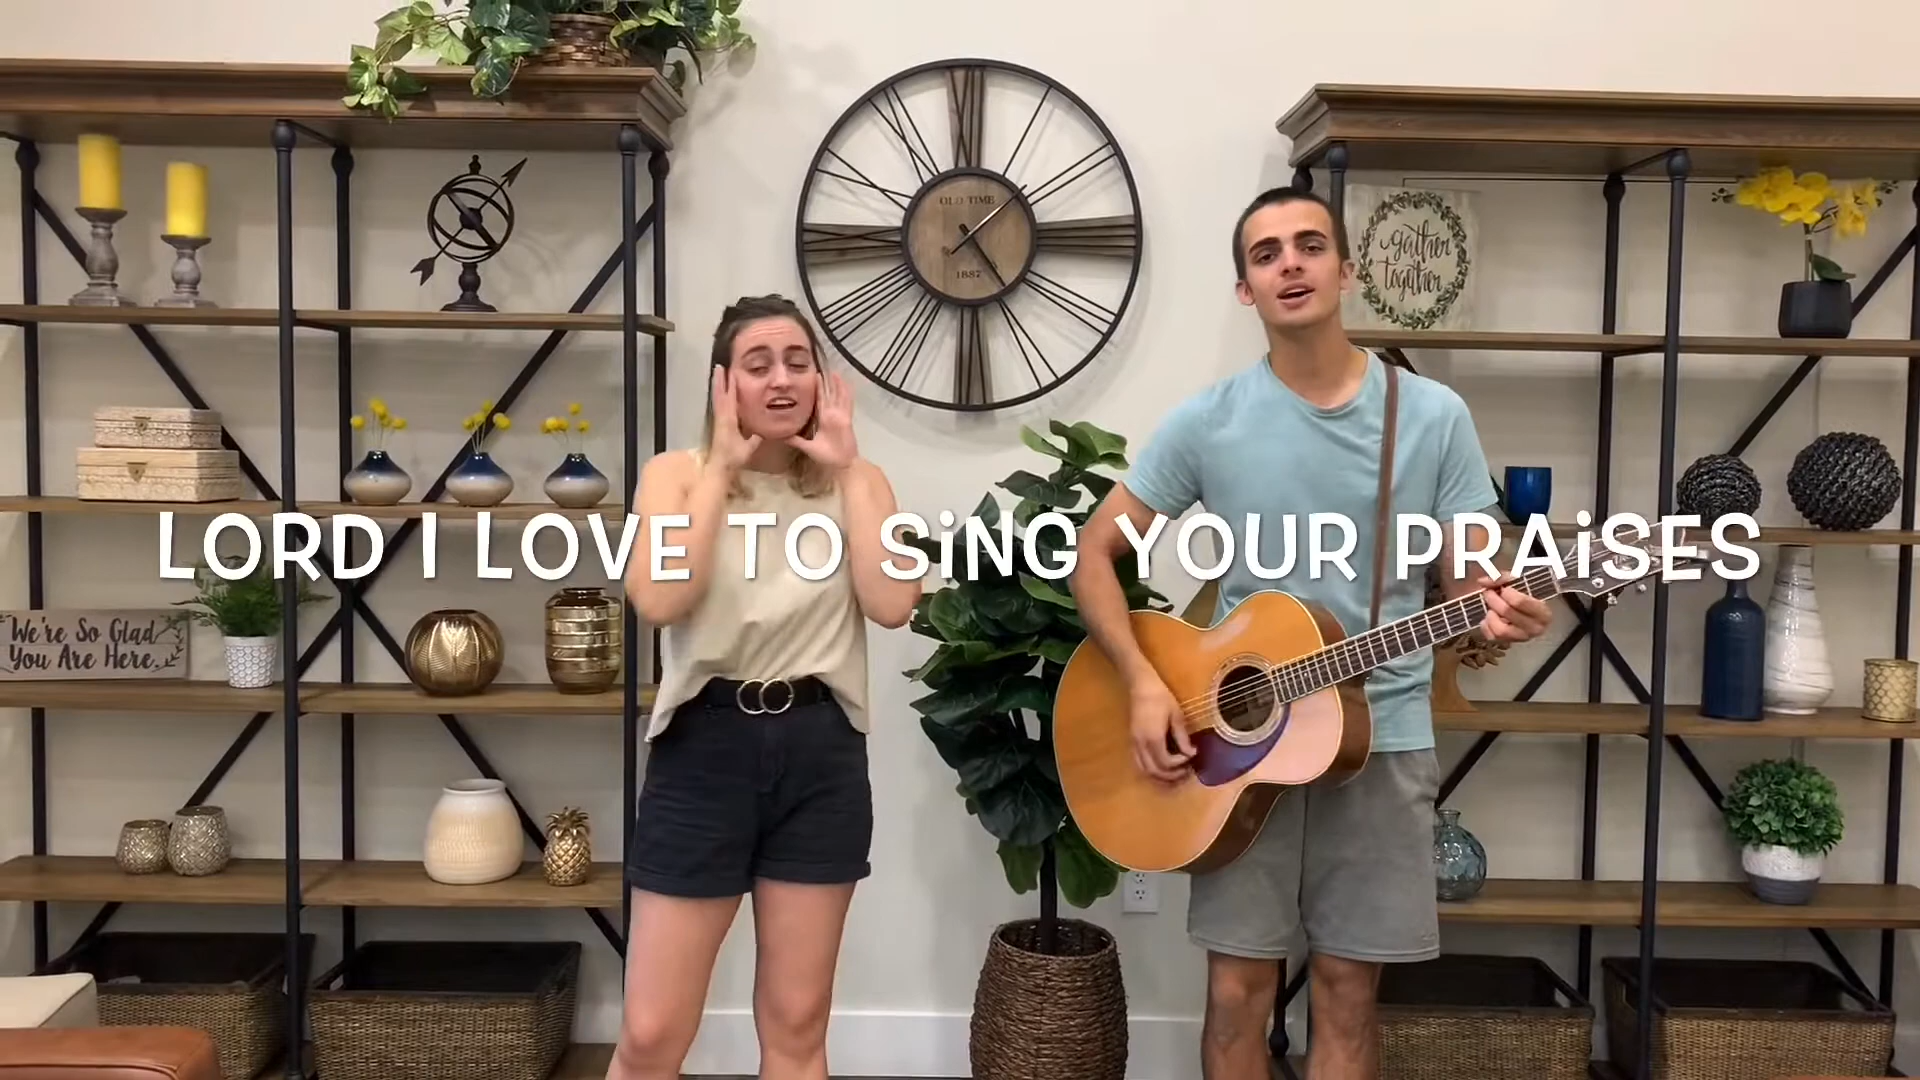 OLD TIME
1887
gather
together
LORD I LOVE TO SiNG YOUR PRAiSES
We're So Glad
You Are Here.